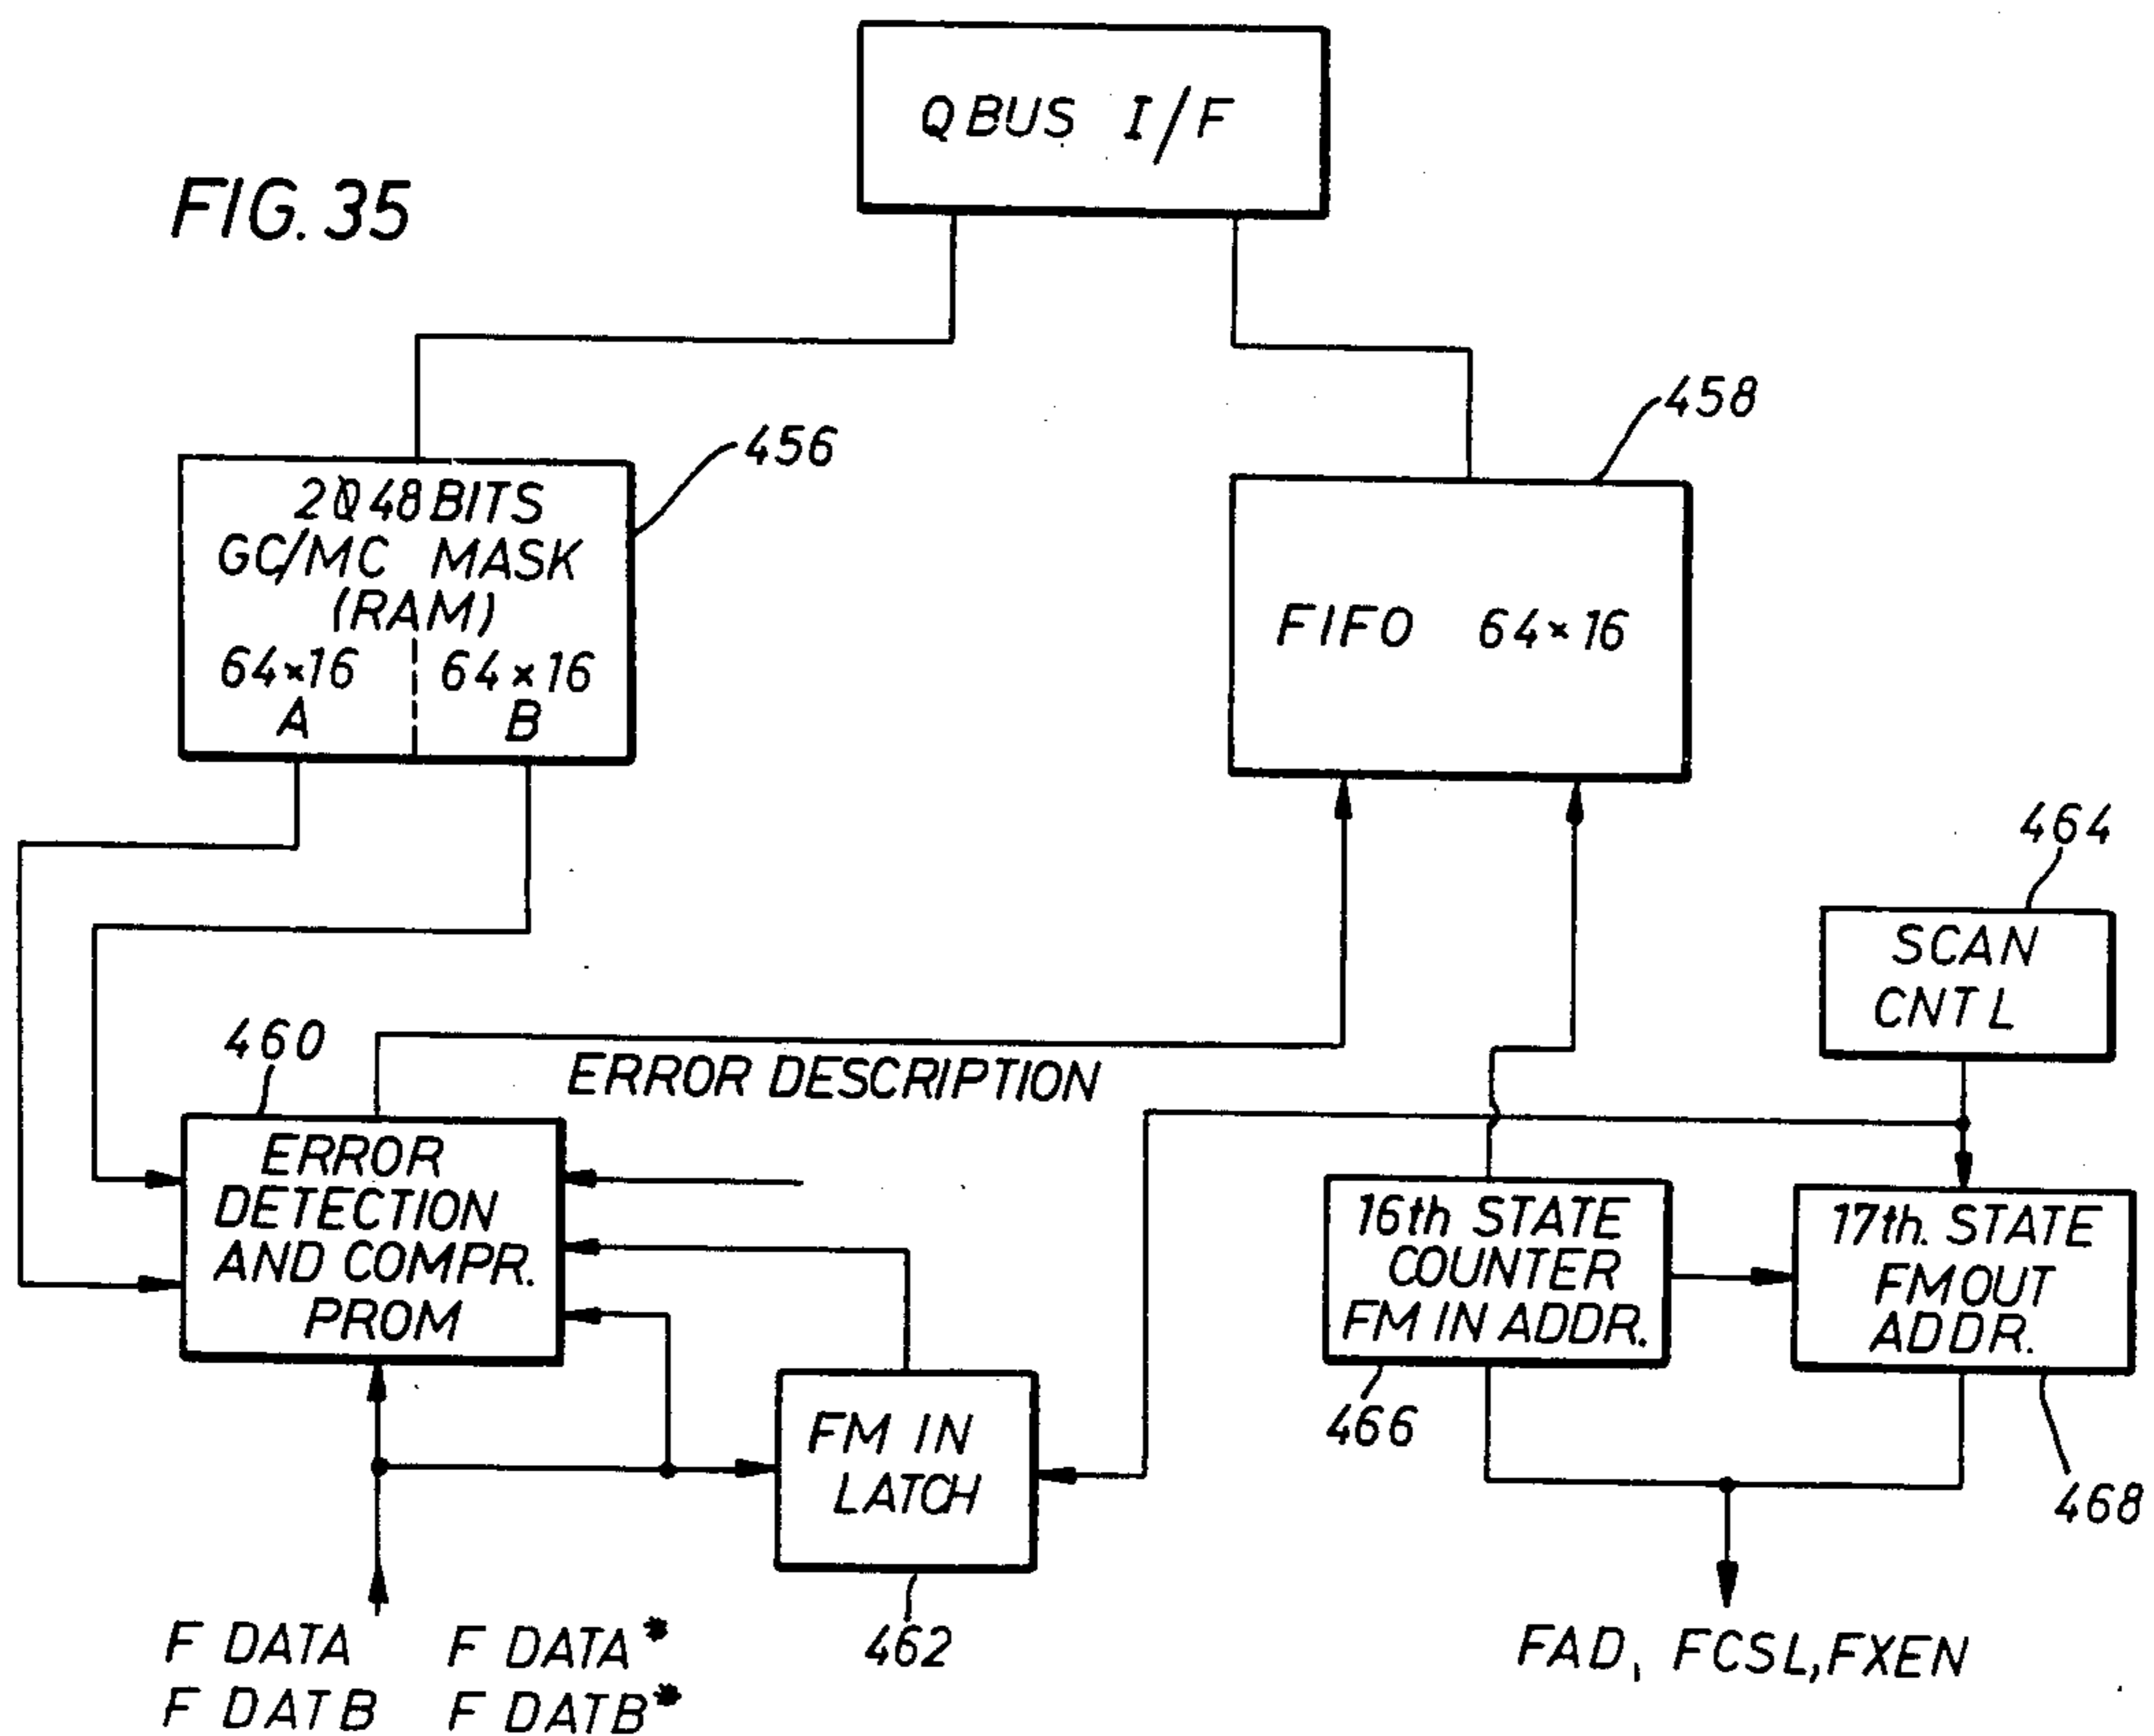 QBUS I/F
FIG. 35
458
456
2048 BITS
GC/MC MASK
(RAM)
64×16 64×16
A B
FIFO 64×16
464
SCAN
CNTL
460
ERROR DESCRIPTION
ERROR
DETECTION
AND COMPR.
PROM
16th STATE
COUNTER
FM IN ADDR.
17th. STATE
FM OUT
ADDR.
466
468
FM IN
LATCH
462
F DATA F DATA*
F DATB F DATB*
FAD, FCSL, FXEN